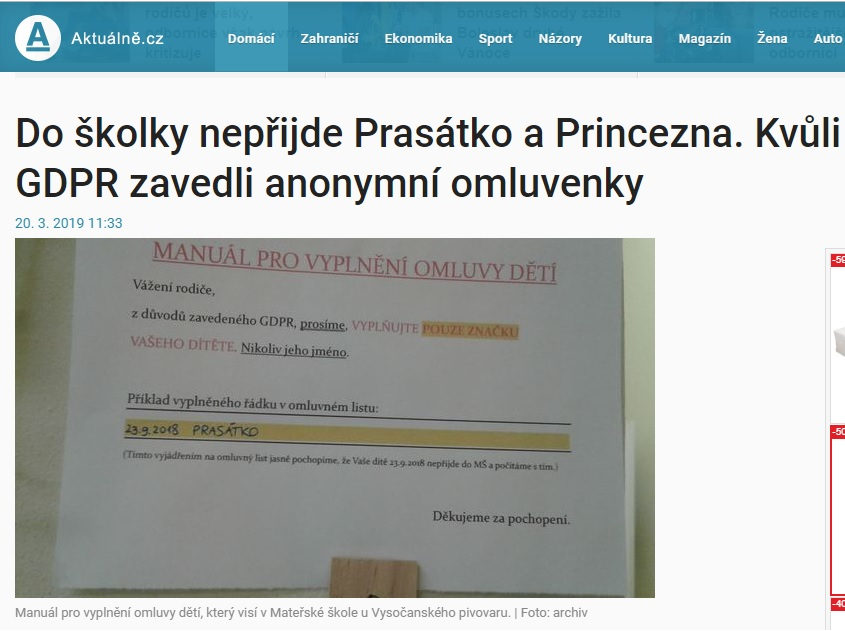 Aktuálně.cz
Domácí Zahraničí Ekonomika Sport Názory Kultura Magazín Žena Auto
Do školky nepřijde Prasátko a Princezna. Kvůli
GDPR zavedli anonymní omluvenky
20. 3. 2019 11:33
MANUÁL PRO VYPLNĚNÍ OMLUVY DĚTÍ
Vážení rodiče,
z důvodů zavedeného GDPR, prosíme, VYPLŇUJTE POUZE ZNAČKU
VAŠEHO DÍTĚTE. Nikoliv jeho jméno.
Příklad vyplněného řádku v omluvném listu:
23.9.2018 PRASÁTKO
(Tímto vyjádřením na omluvný list jasně pochopíme, že Vaše dítě 23.9.2018 nepřijde do MŠ a počítáme s tím.)
Děkujeme za pochopení.
Manuál pro vyplnění omluvy dětí, který visí v Mateřské škole u Vysočanského pivovaru. | Foto: archiv